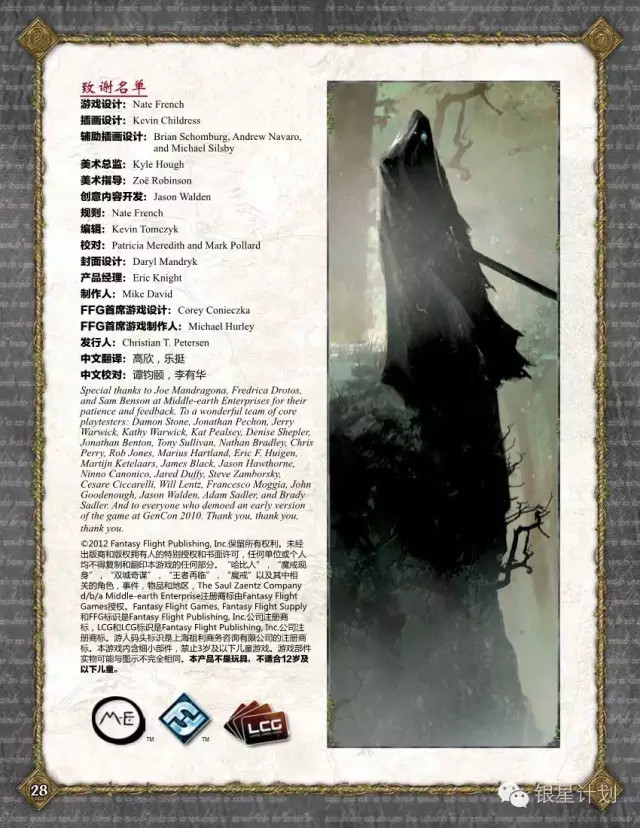 致谢名单
游戏设计：Nate French
插画设计：Kevin Childress
辅助插画设计：Brian Schomburg, Andrew Navaro,
and Michael Silsby
美术总监：Kyle Hough
美术指导：Zoë Robinson
创意内容开发：Jason Walden
规则：Nate French
编辑：Kevin Tomczyk
校对：Patricia Meredith and Mark Pollard
封面设计：Daryl Mandryk
产品经理：Eric Knight
制作人：Mike David
FFG首席游戏设计：Corey Conieczka
FFG首席游戏制作人：Michael Hurley
发行人：Christian T. Petersen
中文翻译：高欣，乐挺
中文校对：谭钧颐，李有华
Special thanks to Joe Mandragona, Fredrica Drotos,
and Sam Benson at Middle-earth Enterprises for their
patience and feedback. To a wonderful team of core
playtesters: Damon Stone, Jonathan Pechon, Jerry
Warwick, Kathy Warwick, Kat Pealsey, Denise Shepler,
Jonathan Benton, Tony Sullivan, Nathan Bradley, Chris
Perry, Rob Jones, Marius Hartland, Eric F. Huigen,
Martijn Ketelaars, James Black, Jason Hawthorne,
Ninno Canonico, Jared Duffy, Steve Zamborsky,
Cesare Ciccarelli, Will Lentz, Francesco Moggia, John
Goodenough, Jason Walden, Adam Sadler, and Brady
Sadler. And to everyone who demoed an early version
of the game at GenCon 2010. Thank you, thank you,
thank you.
©2012 Fantasy Flight Publishing, Inc.保留所有权利。未经
出版商和版权拥有人的特别授权和书面许可，任何单位或个人
均不得复制和翻印本游戏的任何部分。“哈比人”，“魔戒现
身”，“双城奇谋”，“王者再临”，“魔戒”以及其中相
关的角色，事件，物品和地区，The Saul Zaentz Company
d/b/a Middle-earth Enterprise注册商标由Fantasy Flight
Games授权。Fantasy Flight Games, Fantasy Flight Supply
和FFG标识是Fantasy Flight Publishing, Inc.公司注册商
标，LCG和LCG标识是Fantasy Flight Publishing, Inc.公司注
册商标。游人码头标识是上海祖利商务咨询有限公司的注册商
标。本游戏内含细小部件，禁止3岁及以下儿童游戏。游戏部件
实物可能与图示不完全相同。本产品不是玩具，不适合12岁及
以下儿童。
M-E TM
TM
LCG
28
银星计划